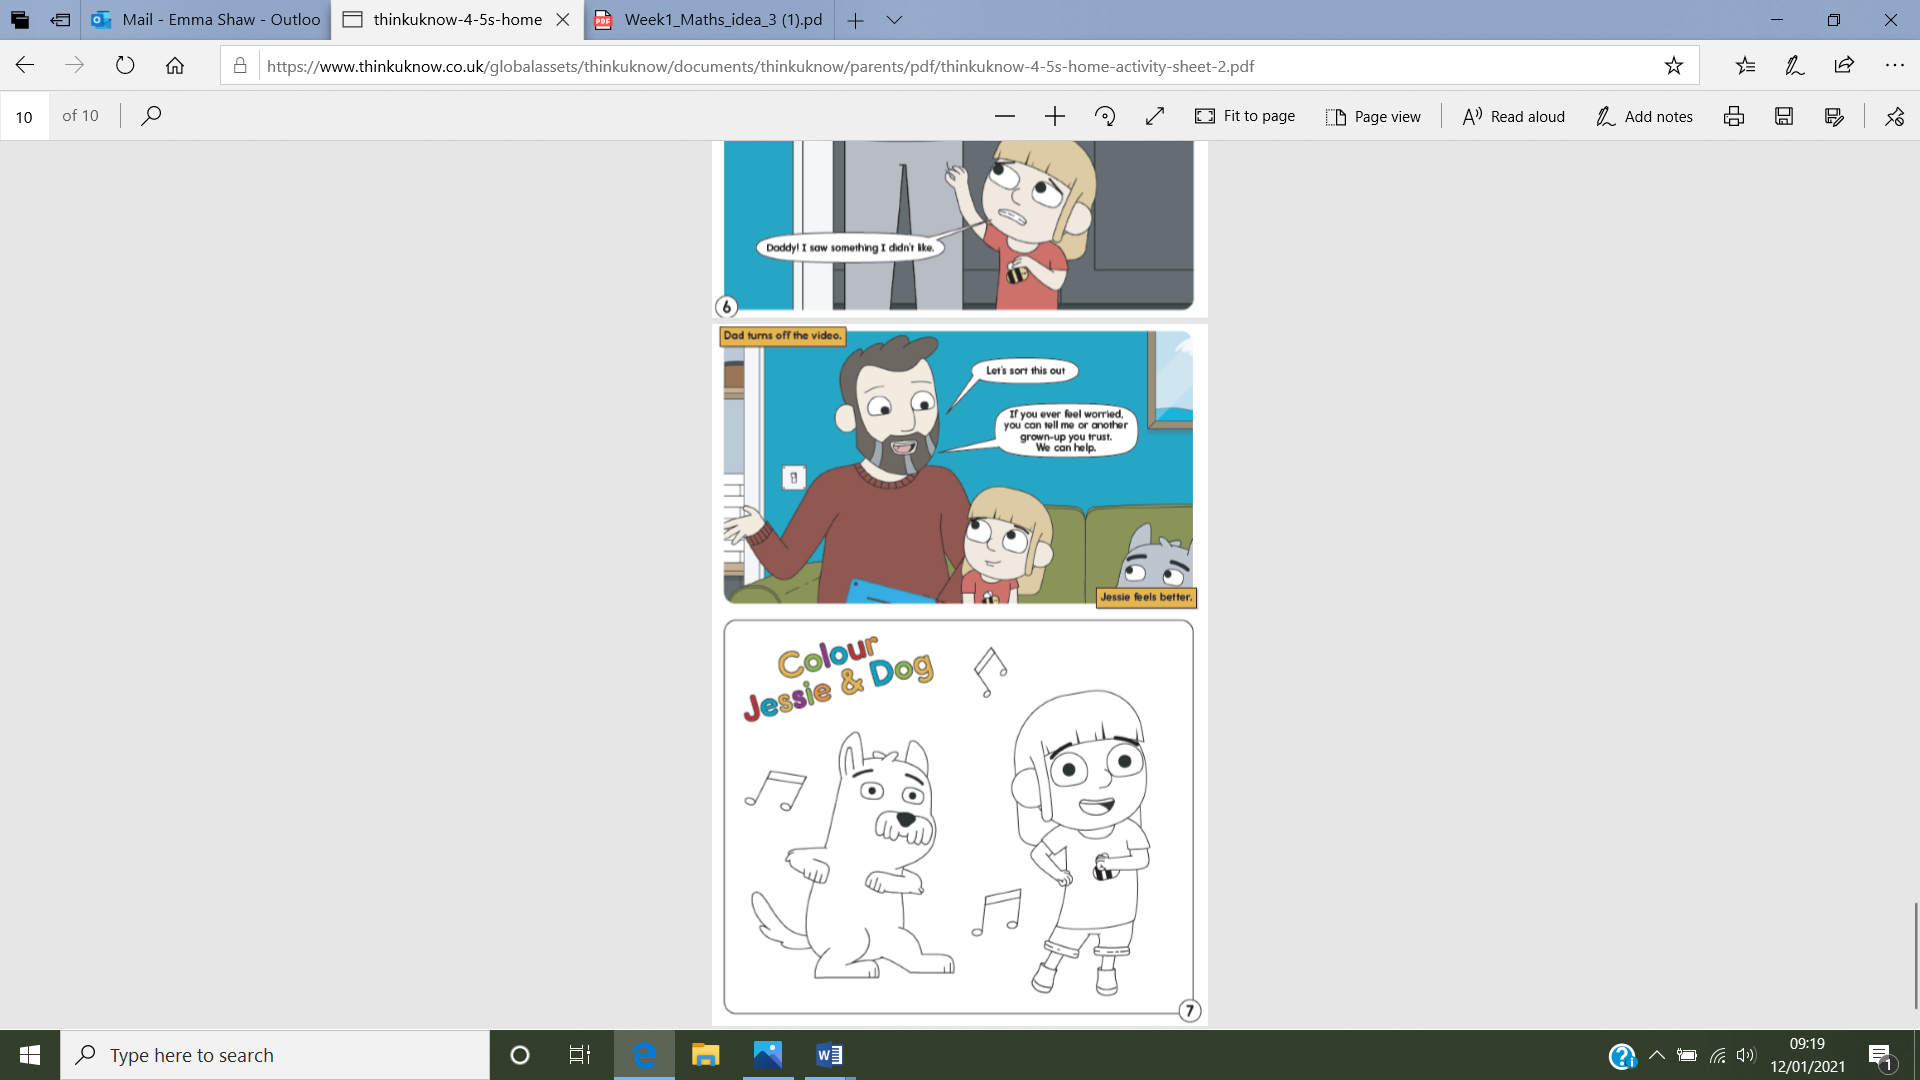 Mail - Emma Shaw - Outloo
thinkuknow-4-5s-home
Week1_Maths_idea_3 (1).pd
https://www.thinkuknow.co.uk/globalassets/thinkuknow/documents/thinkuknow/parents/pdf/thinkuknow-4-5s-home-activity-sheet-2.pdf
10 of 10
Fit to page
Page view
Read aloud
Add notes
Daddy! I saw something I didn't like.
6
Dad turns off the video.
Let's sort this out
If you ever feel worried,
you can tell me or another
grown-up you trust.
We can help.
Jessie feels better.
Colour
Jessie & Dog
7
Type here to search
09:19
12/01/2021
1